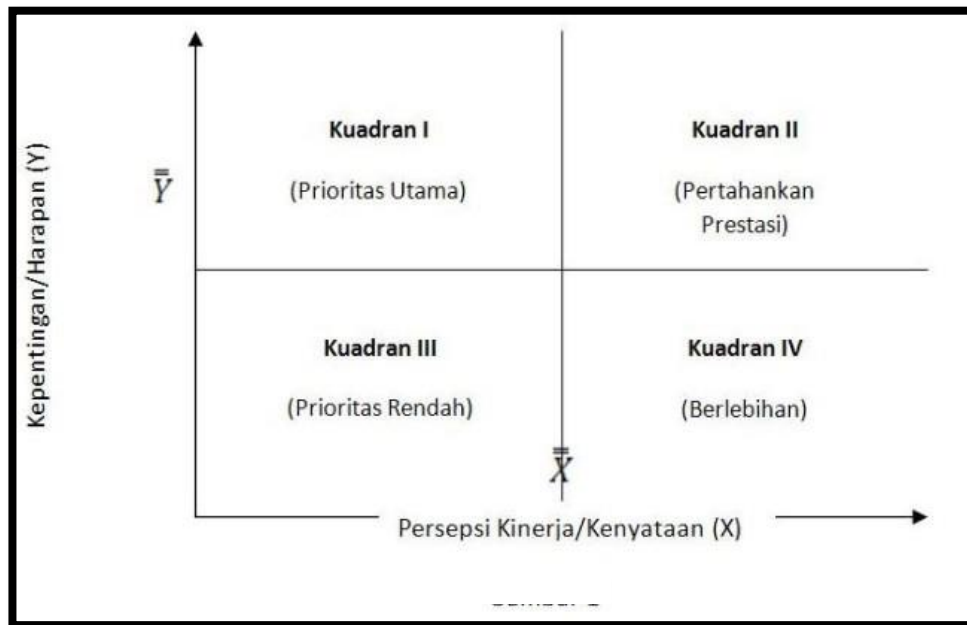 Kepentingan/Harapan (Y)
Y̿
Kuadran I
(Prioritas Utama)
Kuadran II
(Pertahankan
Prestasi)
Kuadran III
(Prioritas Rendah)
Kuadran IV
(Berlebihan)
X̿
Persepsi Kinerja/Kenyataan (X)